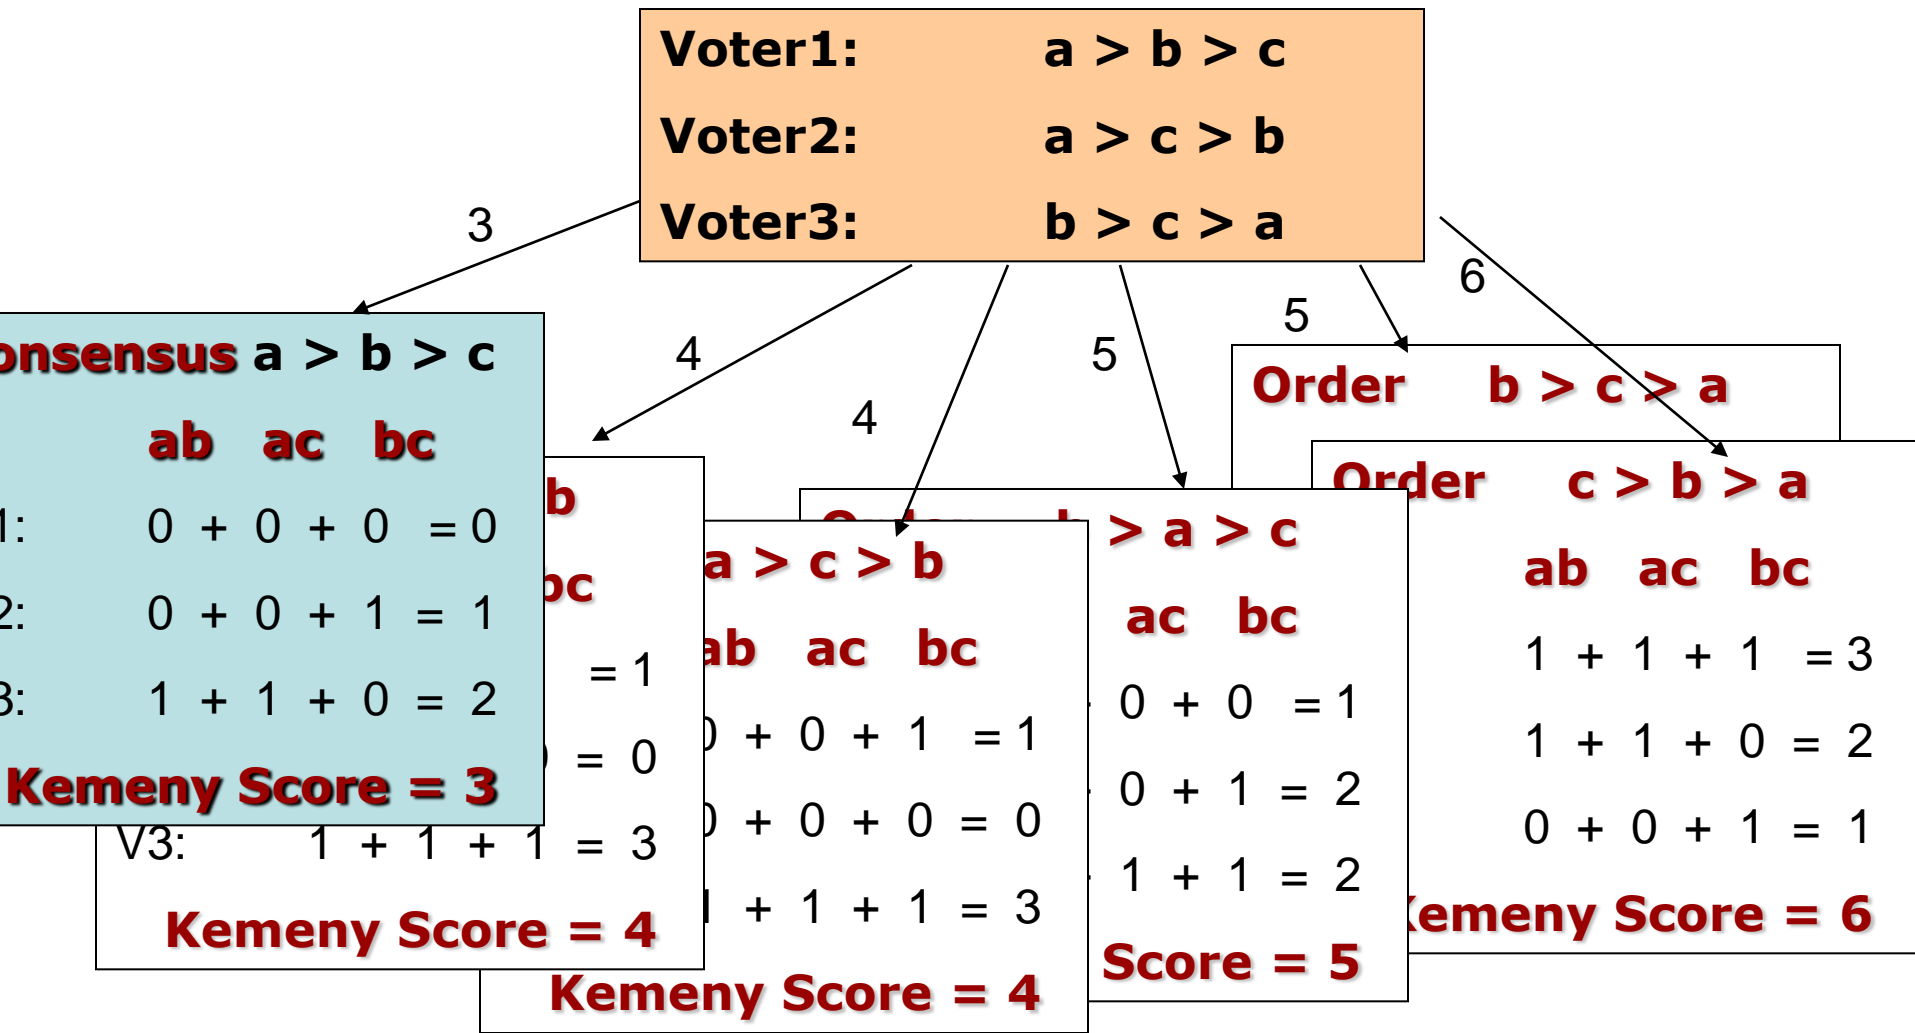 Voter1: a > b > c
Voter2: a > c > b
Voter3: b > c > a
3
4
4
5
5
6
onsensus a > b > c
ab ac bc
1: 0 + 0 + 0 = 0
2: 0 + 0 + 1 = 1
3: 1 + 1 + 0 = 2
Kemeny Score = 3
b
bc
= 1
= 0
V3: 1 + 1 + 1 = 3
Kemeny Score = 4
a > c > b
ab ac bc
0 + 0 + 1 = 1
0 + 0 + 0 = 0
1 + 1 + 1 = 3
Kemeny Score = 4
> a > c
ac bc
0 + 0 = 1
0 + 1 = 2
1 + 1 = 2
Score = 5
Order b > c > a
Order c > b > a
ab ac bc
1 + 1 + 1 = 3
1 + 1 + 0 = 2
0 + 0 + 1 = 1
Kemeny Score = 6